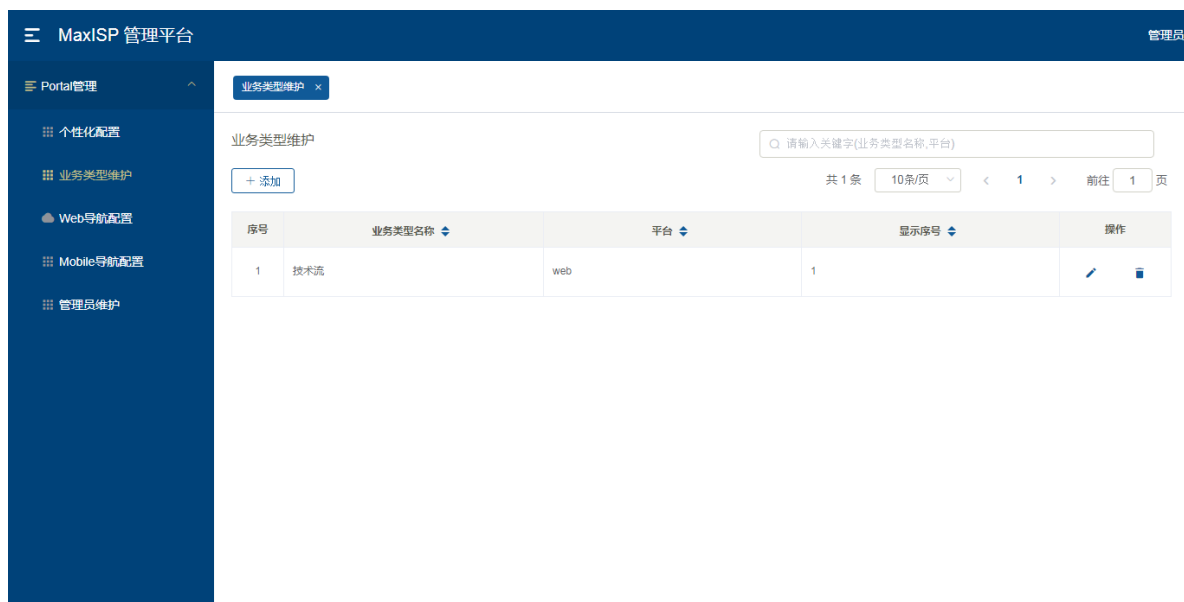 MaxISP 管理平台
管理员
Portal管理
业务类型维护 ×
个性化配置
业务类型维护
Web导航配置
Mobile导航配置
管理员维护
业务类型维护
请输入关键字(业务类型名称,平台)
+ 添加
共 1 条 10条/页 < 1 > 前往 1 页
序号 业务类型名称 平台 显示序号 操作
1 技术流 web 1